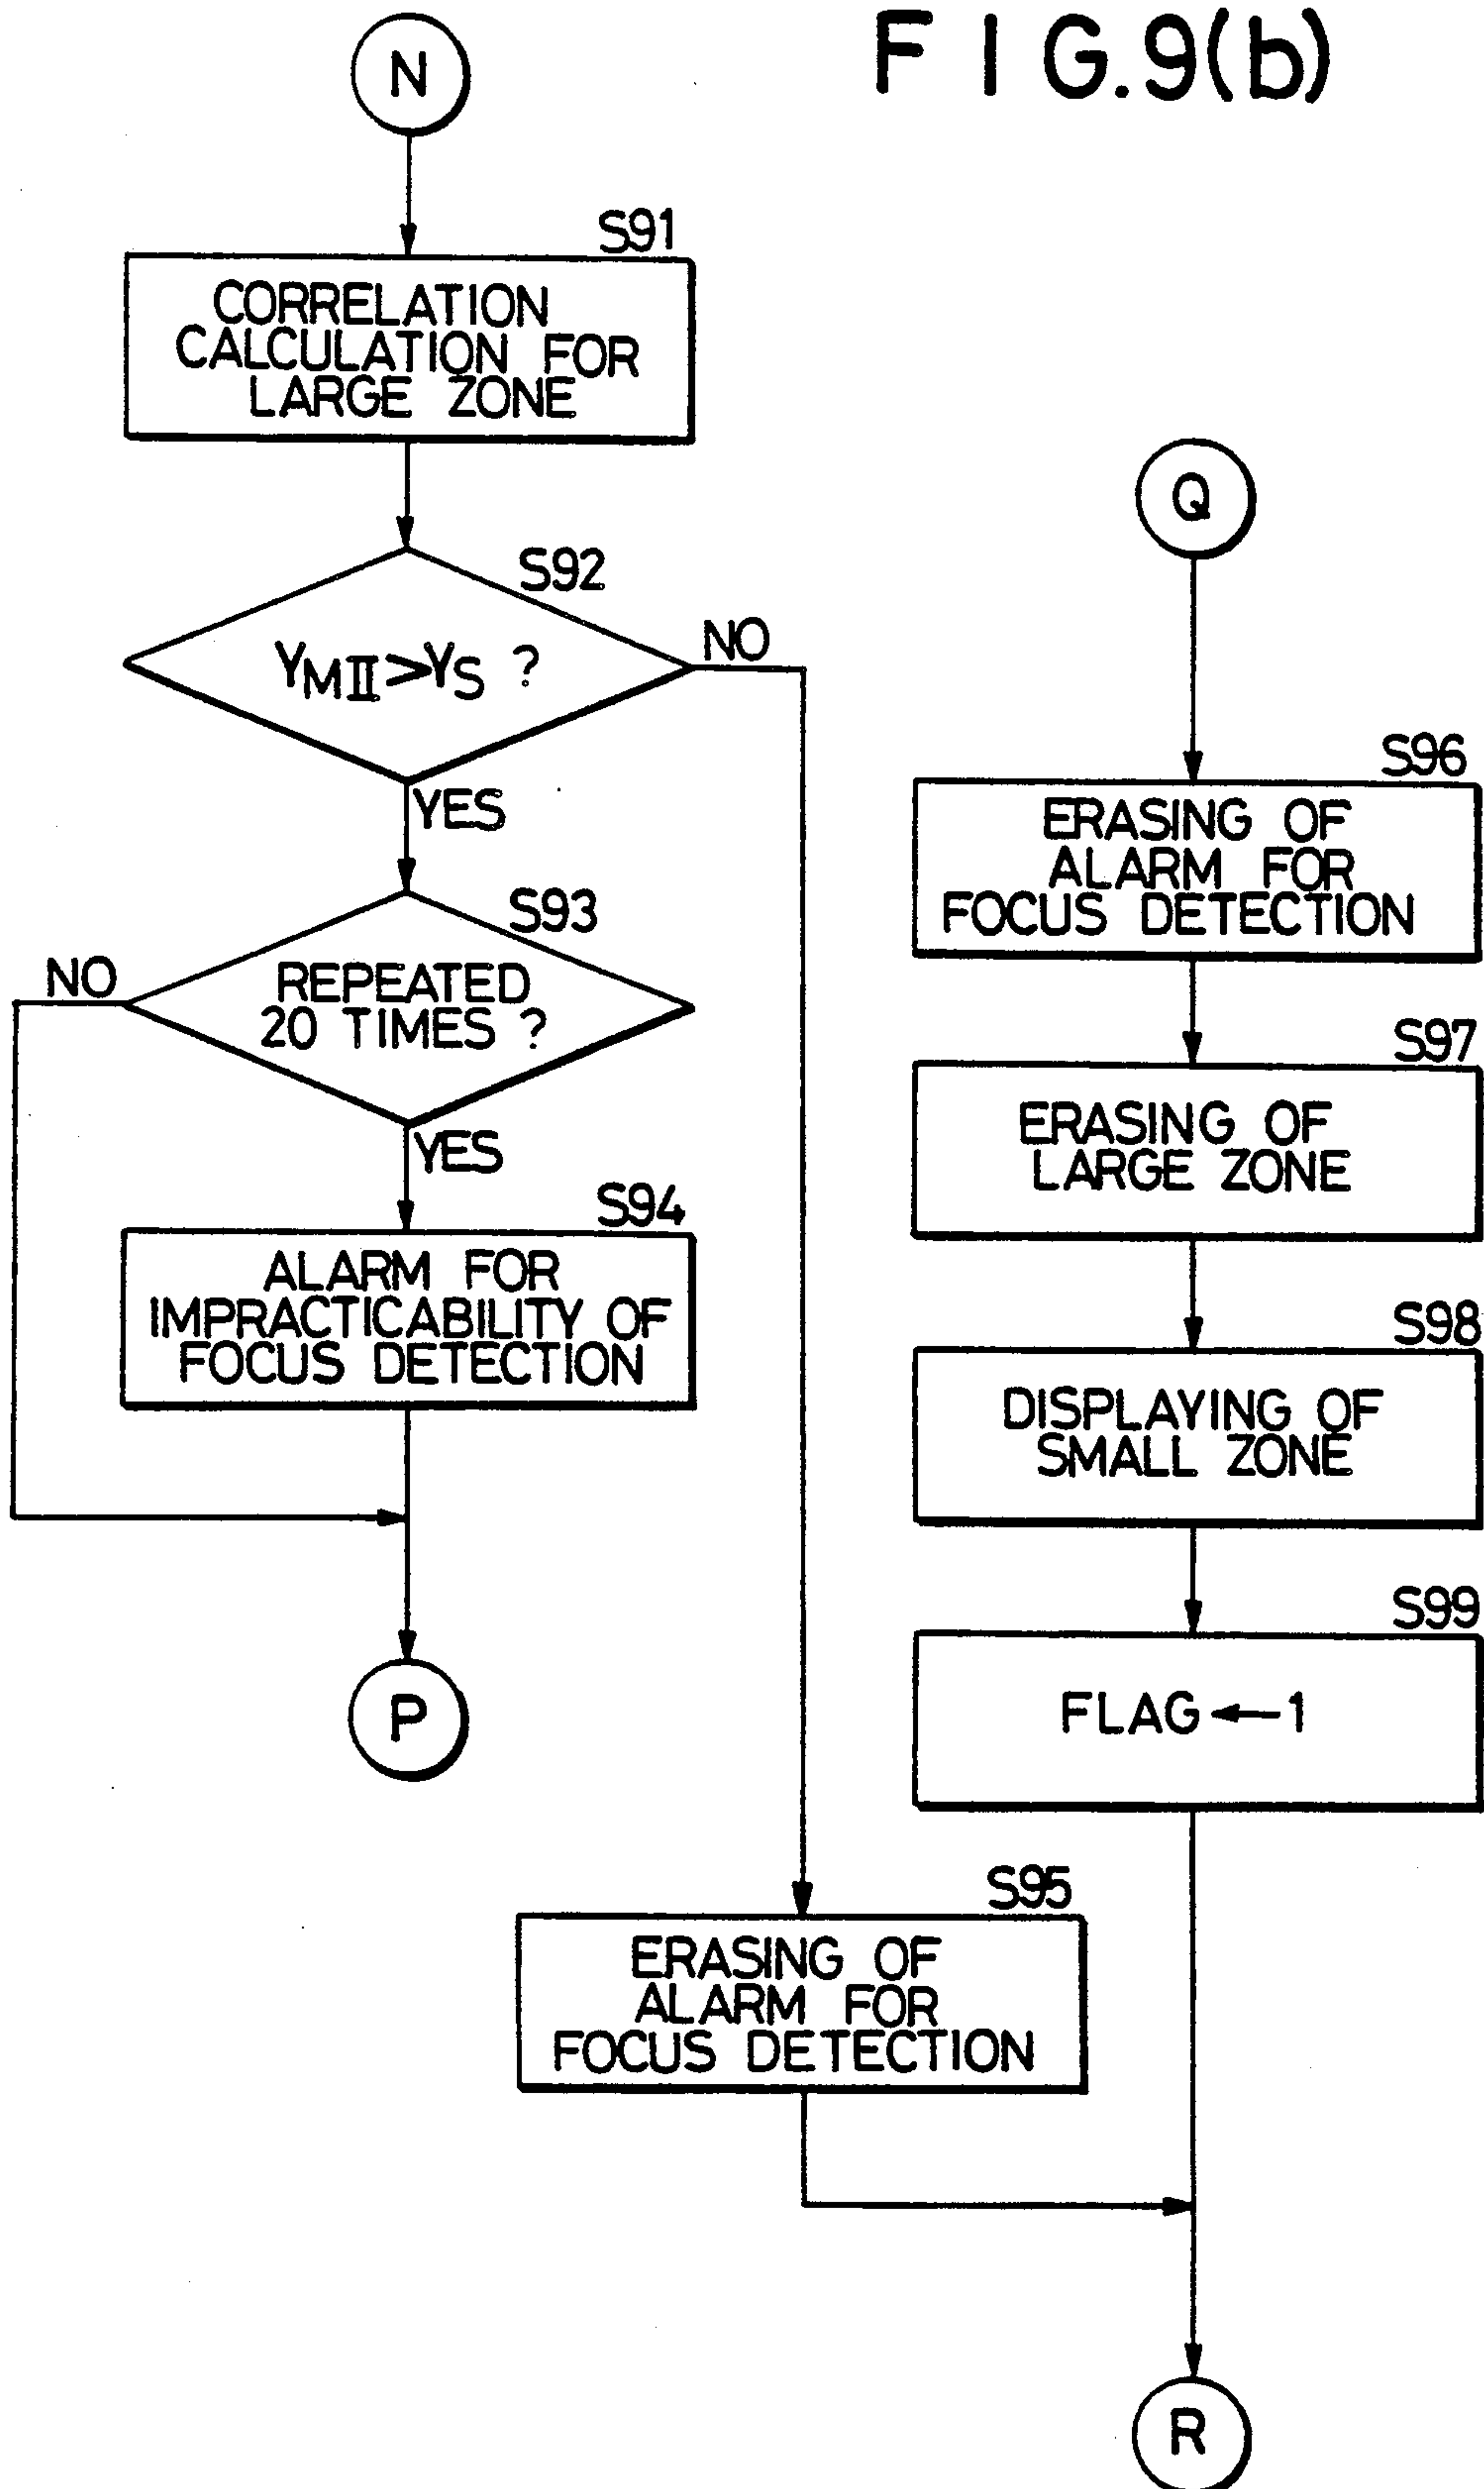 F I G.9(b)
N
S91
CORRELATION
CALCULATION FOR
LARGE ZONE
S92
YMII>YS ?
NO
YES
S93
REPEATED
20 TIMES ?
NO
YES
S94
ALARM FOR
IMPRACTICABILITY OF
FOCUS DETECTION
P
S95
ERASING OF
ALARM FOR
FOCUS DETECTION
Q
S96
ERASING OF
ALARM FOR
FOCUS DETECTION
S97
ERASING OF
LARGE ZONE
S98
DISPLAYING OF
SMALL ZONE
S99
FLAG←1
R